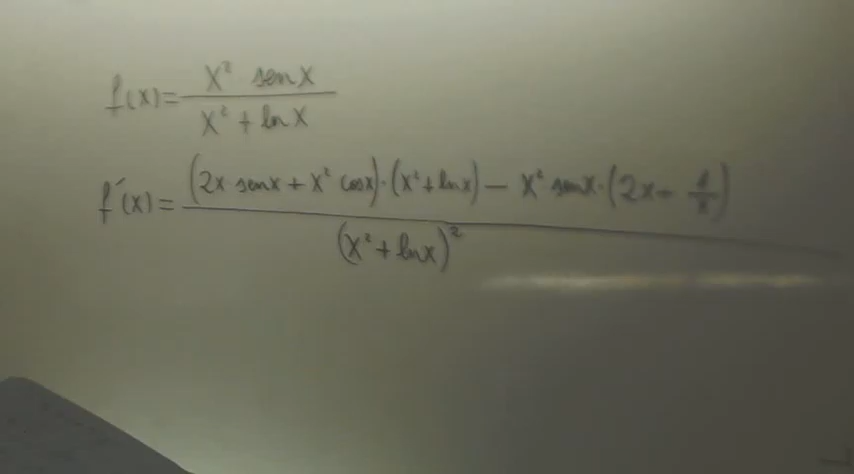 f(x) = x² sen x / x² + ln x
f´(x) = (2x · sen x + x² cos x) · (x² + ln x) − x² sen x · (2x + 1/x) / (x² + ln x)²